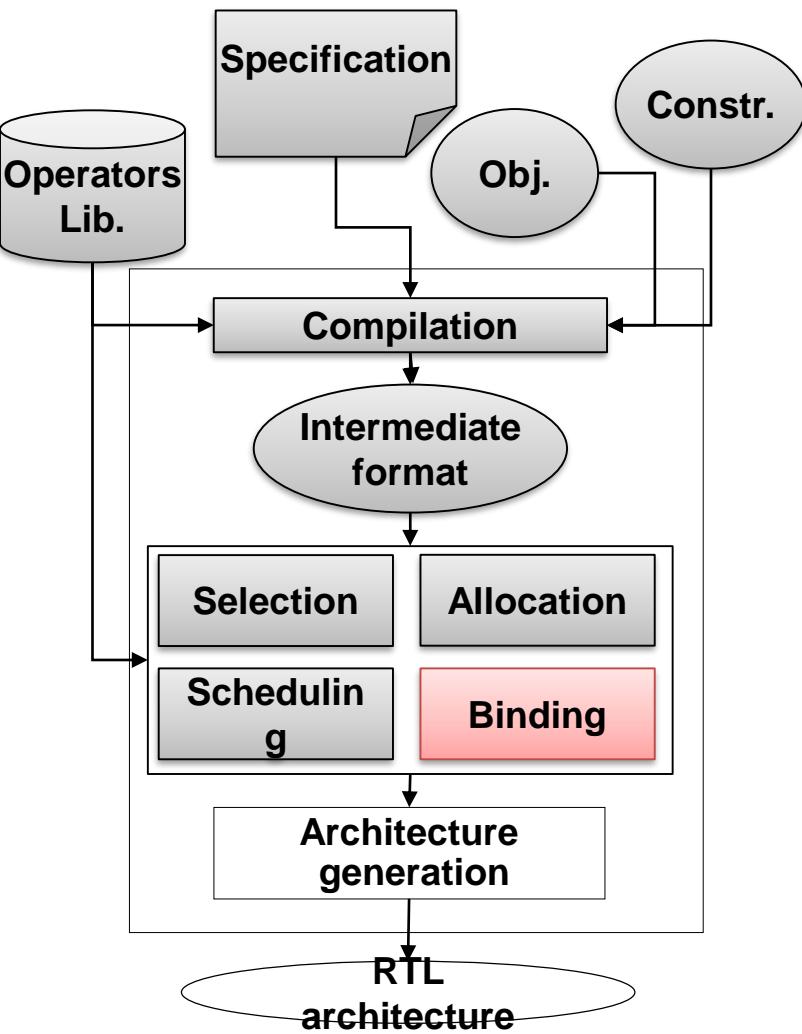 Specification
Constr.
Operators
Lib.
Obj.
Compilation
Intermediate
format
Selection
Allocation
Schedulin
g
Binding
Architecture
generation
RTL
architecture